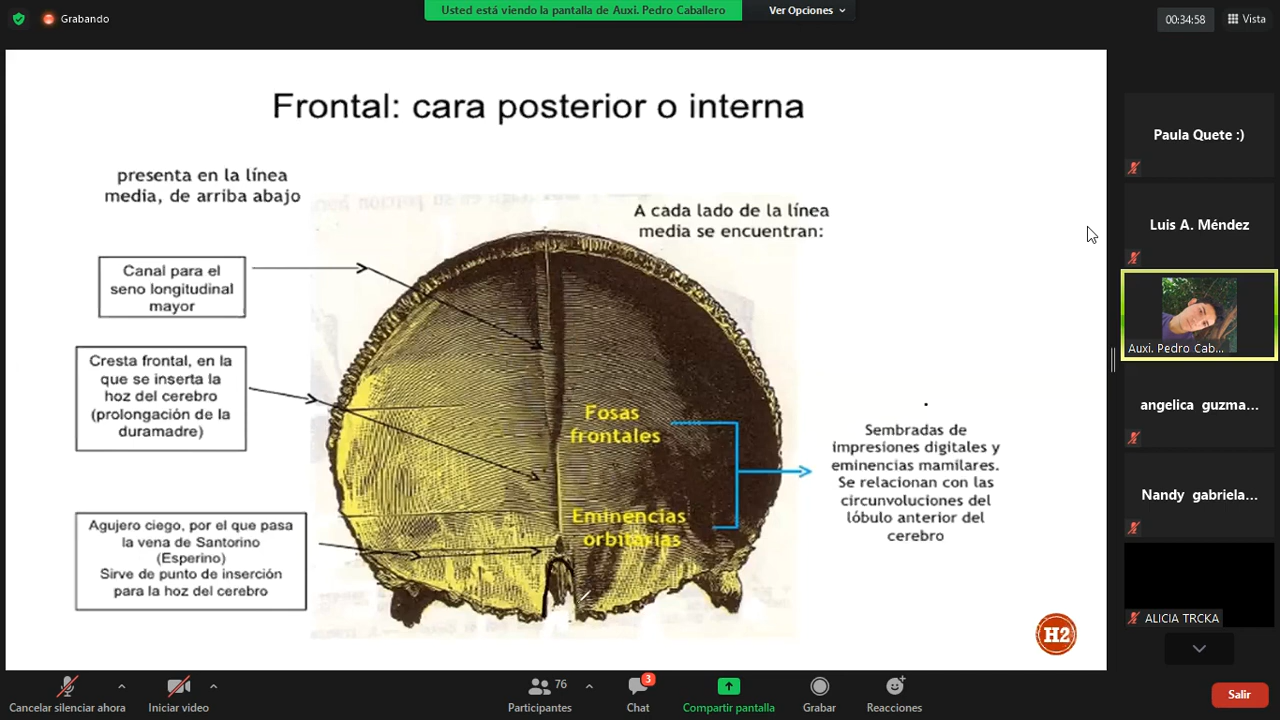 Grabando
Usted está viendo la pantalla de Auxi. Pedro Caballero
Ver Opciones
00:34:58
Vista
Frontal: cara posterior o interna
presenta en la línea
media, de arriba abajo
A cada lado de la línea
media se encuentran:
Canal para el
seno longitudinal
mayor
Cresta frontal, en la
que se inserta la
hoz del cerebro
(prolongación de la
duramadre)
Agujero ciego, por el que pasa
la vena de Santorino
(Esperino)
Sirve de punto de inserción
para la hoz del cerebro
Fosas
frontales
Eminencias
orbitarias
Sembradas de
impresiones digitales y
eminencias mamilares.
Se relacionan con las
circunvoluciones del
lóbulo anterior del
cerebro
H2
Paula Quete :)
Luis A. Méndez
Auxi. Pedro Cab...
angelica guzma...
Nandy gabriela...
ALICIA TRCKA
Cancelar silenciar ahora
Iniciar video
76
Participantes
3
Chat
Compartir pantalla
Grabar
Reacciones
Salir